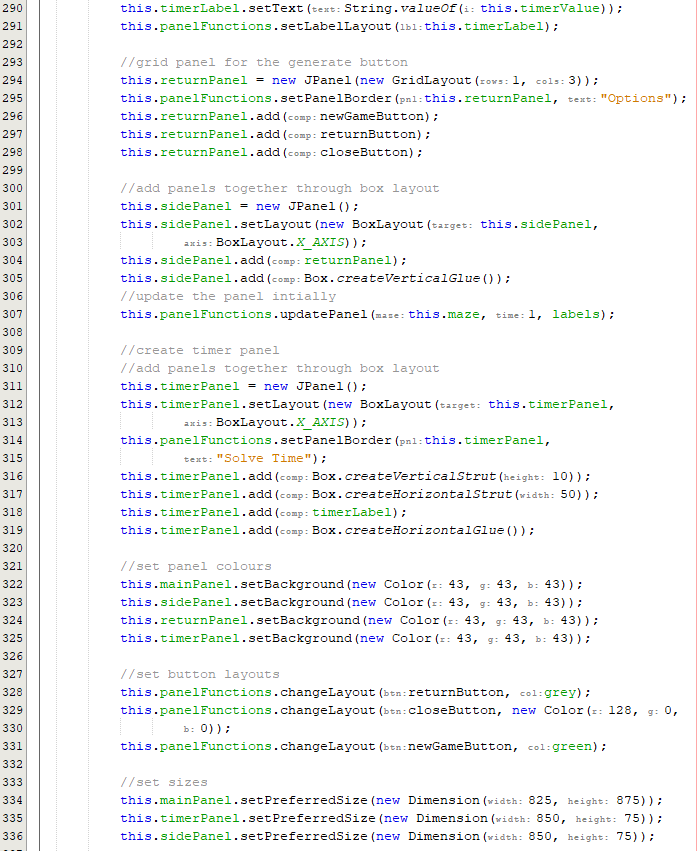 290 this.timerLabel.setText(text: String.valueOf(i: this.timerValue));
291 this.panelFunctions.setLabelLayout(lbl:this.timerLabel);
292
293 //grid panel for the generate button
294 this.returnPanel = new JPanel(new GridLayout(rows:1, cols:3));
295 this.panelFunctions.setPanelBorder(pnl:this.returnPanel, text:"Options");
296 this.returnPanel.add(comp:newGameButton);
297 this.returnPanel.add(comp:returnButton);
298 this.returnPanel.add(comp:closeButton);
299
300 //add panels together through box layout
301 this.sidePanel = new JPanel();
302 this.sidePanel.setLayout(new BoxLayout(target: this.sidePanel,
303 axis:BoxLayout.X_AXIS));
304 this.sidePanel.add(comp:returnPanel);
305 this.sidePanel.add(comp:Box.createVerticalGlue());
306 //update the panel intially
307 this.panelFunctions.updatePanel(mase:this.maze, time:1, labels);
308
309 //create timer panel
310 //add panels together through box layout
311 this.timerPanel = new JPanel();
312 this.timerPanel.setLayout(new BoxLayout(target: this.timerPanel,
313 axis:BoxLayout.X_AXIS));
314 this.panelFunctions.setPanelBorder(pnl:this.timerPanel,
315 text:"Solve Time");
316 this.timerPanel.add(comp:Box.createVerticalStrut(height: 10));
317 this.timerPanel.add(comp:Box.createHorizontalStrut(width: 50));
318 this.timerPanel.add(comp:timerLabel);
319 this.timerPanel.add(comp:Box.createHorizontalGlue());
320
321 //set panel colours
322 this.mainPanel.setBackground(new Color(r: 43, g: 43, b: 43));
323 this.sidePanel.setBackground(new Color(r: 43, g: 43, b: 43));
324 this.returnPanel.setBackground(new Color(r: 43, g: 43, b: 43));
325 this.timerPanel.setBackground(new Color(r: 43, g: 43, b: 43));
326
327 //set button layouts
328 this.panelFunctions.changeLayout(btn:returnButton, col:grey);
329 this.panelFunctions.changeLayout(btn:closeButton, new Color(r: 128, g: 0,
330 b: 0));
331 this.panelFunctions.changeLayout(btn:newGameButton, col:green);
332
333 //set sizes
334 this.mainPanel.setPreferredSize(new Dimension(width: 825, height: 875));
335 this.timerPanel.setPreferredSize(new Dimension(width: 850, height: 75));
336 this.sidePanel.setPreferredSize(new Dimension(width: 850, height: 75));